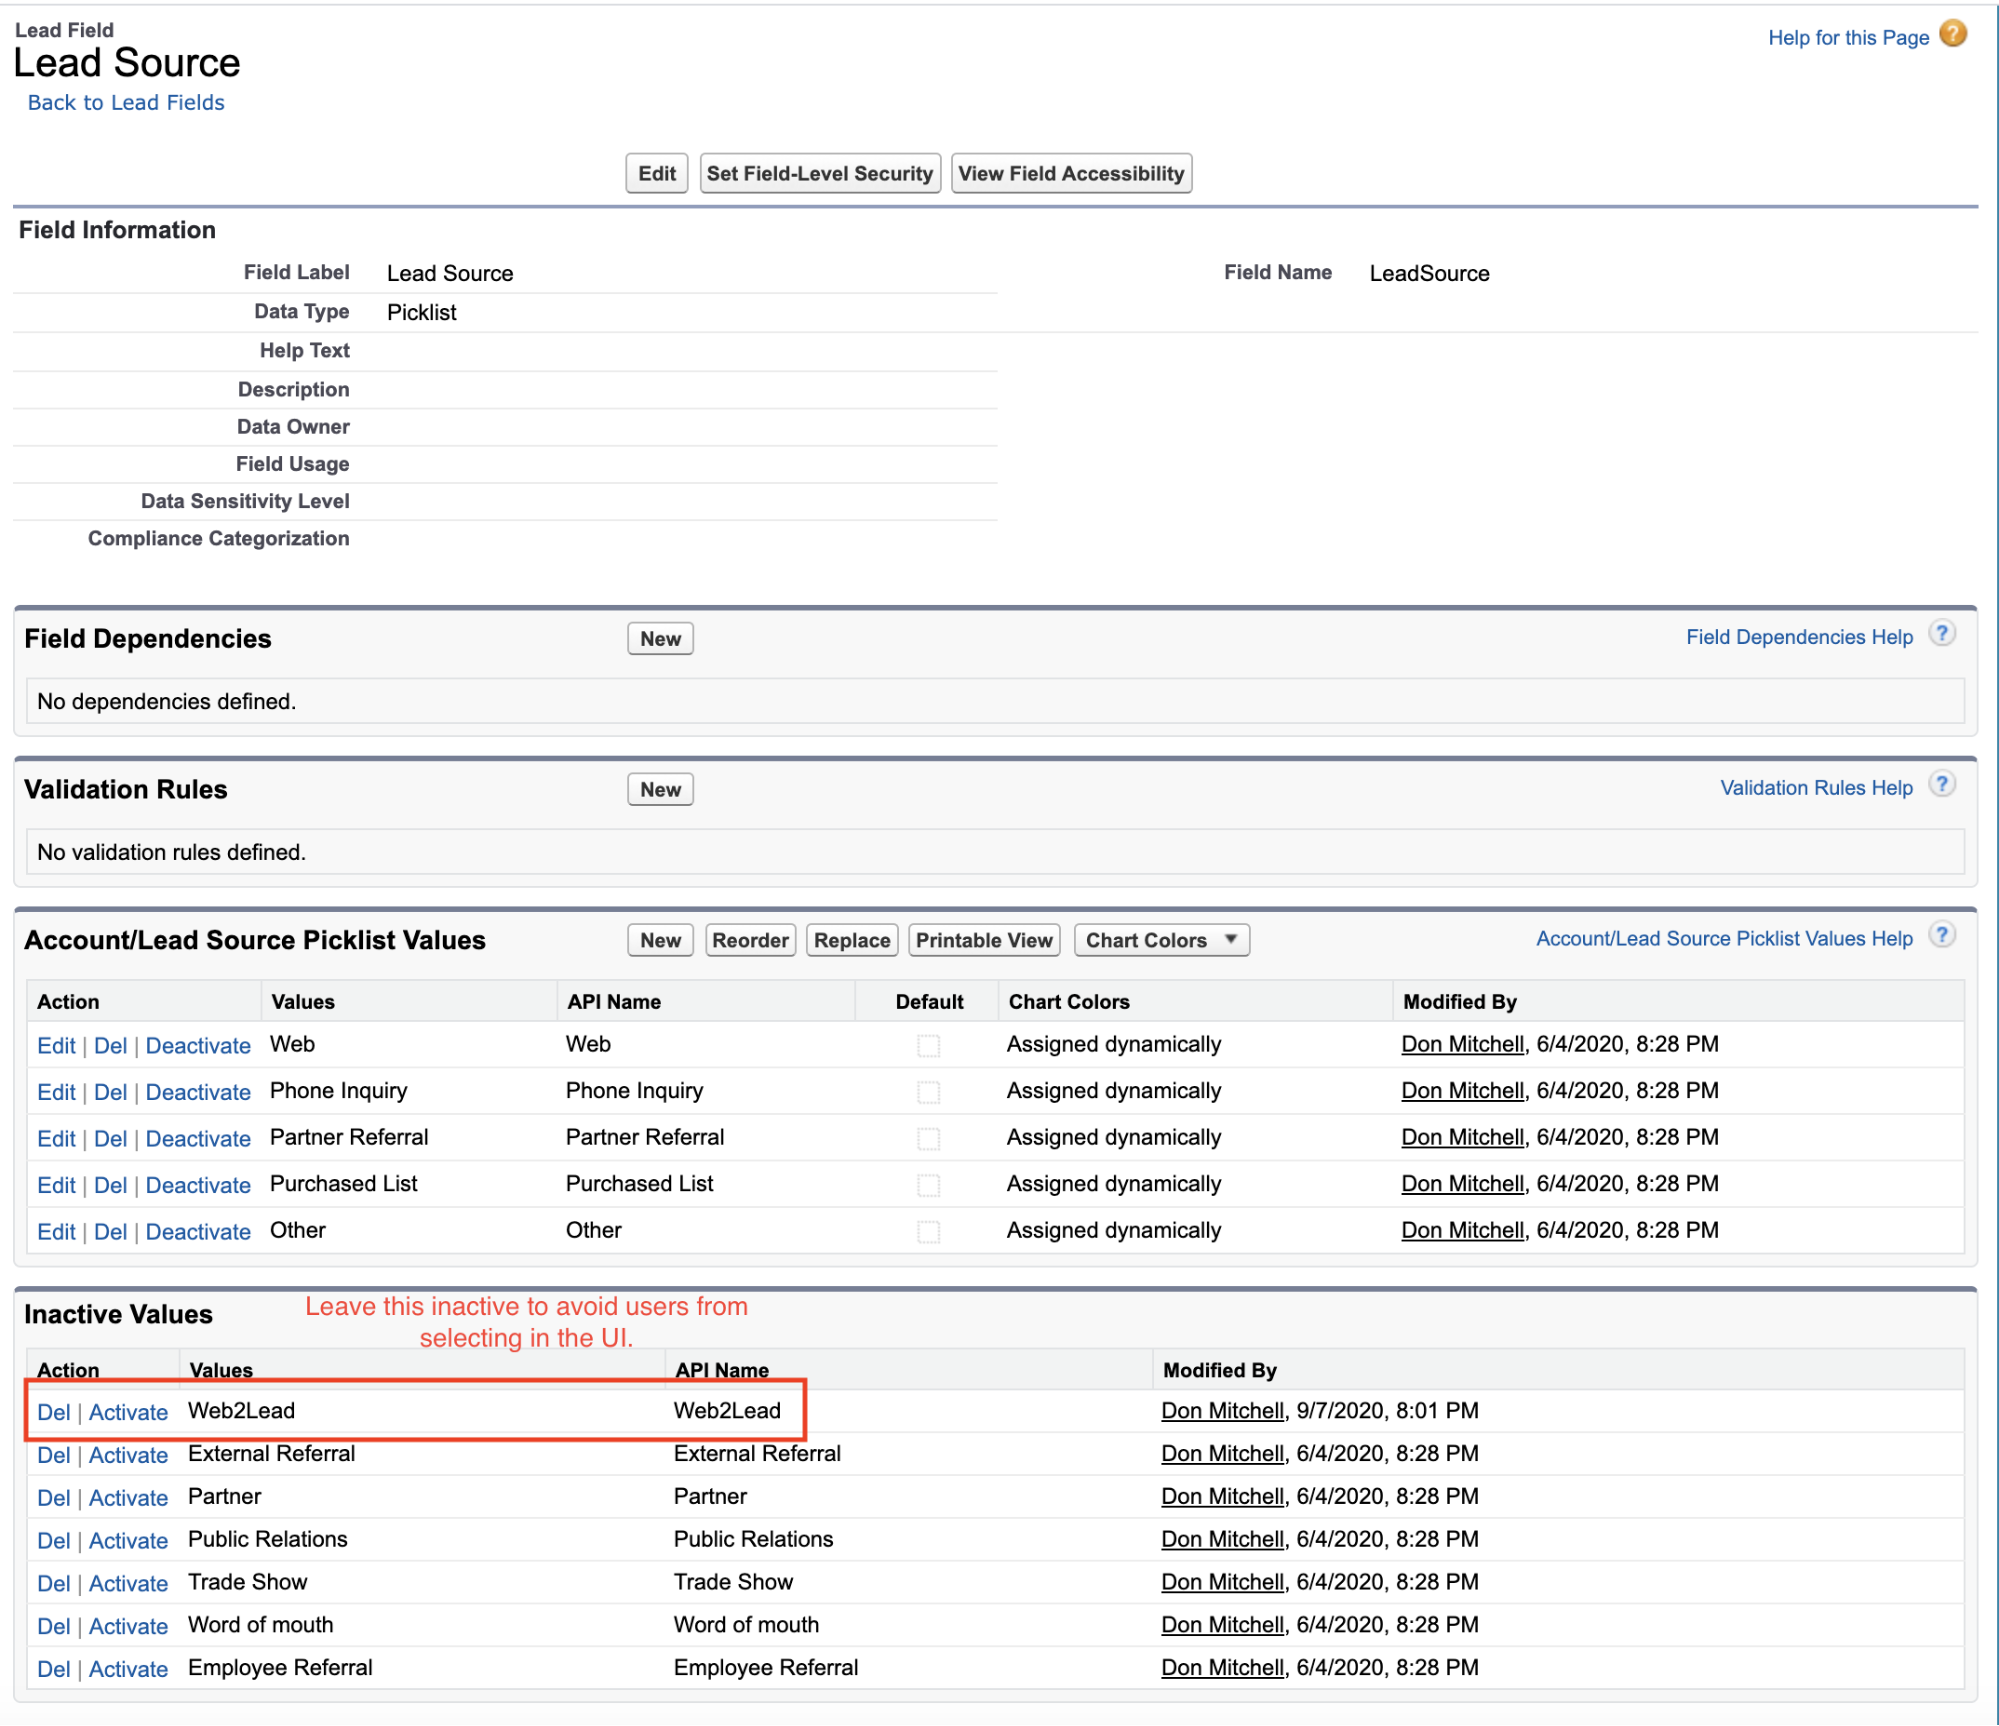 Lead Field
Lead Source
Back to Lead Fields
Help for this Page ?
Edit Set Field-Level Security View Field Accessibility
Field Information
Field Label Lead Source Field Name LeadSource
Data Type Picklist
Help Text
Description
Data Owner
Field Usage
Data Sensitivity Level
Compliance Categorization
Field Dependencies New Field Dependencies Help ?
No dependencies defined.
Validation Rules New Validation Rules Help ?
No validation rules defined.
Account/Lead Source Picklist Values New Reorder Replace Printable View Chart Colors Account/Lead Source Picklist Values Help ?
Action Values API Name Default Chart Colors Modified By
Edit | Del | Deactivate Web Web Assigned dynamically Don Mitchell, 6/4/2020, 8:28 PM
Edit | Del | Deactivate Phone Inquiry Phone Inquiry Assigned dynamically Don Mitchell, 6/4/2020, 8:28 PM
Edit | Del | Deactivate Partner Referral Partner Referral Assigned dynamically Don Mitchell, 6/4/2020, 8:28 PM
Edit | Del | Deactivate Purchased List Purchased List Assigned dynamically Don Mitchell, 6/4/2020, 8:28 PM
Edit | Del | Deactivate Other Other Assigned dynamically Don Mitchell, 6/4/2020, 8:28 PM
Inactive Values
Leave this inactive to avoid users from
selecting in the UI.
Action Values API Name Modified By
Del | Activate Web2Lead Web2Lead Don Mitchell, 9/7/2020, 8:01 PM
Del | Activate External Referral External Referral Don Mitchell, 6/4/2020, 8:28 PM
Del | Activate Partner Partner Don Mitchell, 6/4/2020, 8:28 PM
Del | Activate Public Relations Public Relations Don Mitchell, 6/4/2020, 8:28 PM
Del | Activate Trade Show Trade Show Don Mitchell, 6/4/2020, 8:28 PM
Del | Activate Word of mouth Word of mouth Don Mitchell, 6/4/2020, 8:28 PM
Del | Activate Employee Referral Employee Referral Don Mitchell, 6/4/2020, 8:28 PM